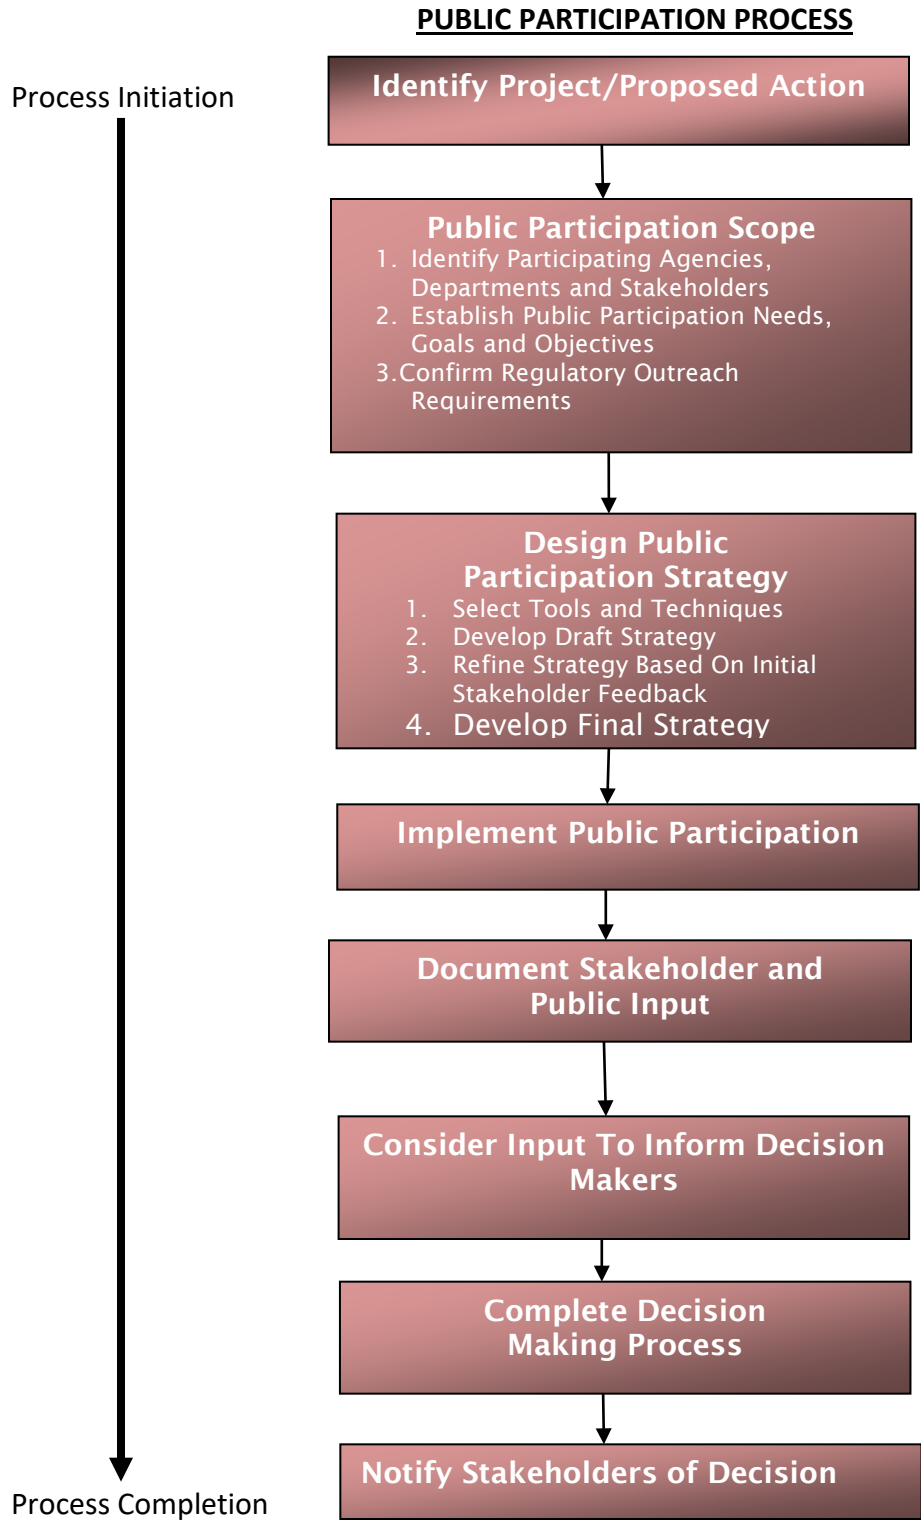 PUBLIC PARTICIPATION PROCESS
Process Initiation
Identify Project/Proposed Action
Public Participation Scope
1. Identify Participating Agencies,
Departments and Stakeholders
2. Establish Public Participation Needs,
Goals and Objectives
3.Confirm Regulatory Outreach
Requirements
Design Public
Participation Strategy
1. Select Tools and Techniques
2. Develop Draft Strategy
3. Refine Strategy Based On Initial
Stakeholder Feedback
4. Develop Final Strategy
Implement Public Participation
Document Stakeholder and
Public Input
Consider Input To Inform Decision
Makers
Complete Decision
Making Process
Notify Stakeholders of Decision
Process Completion